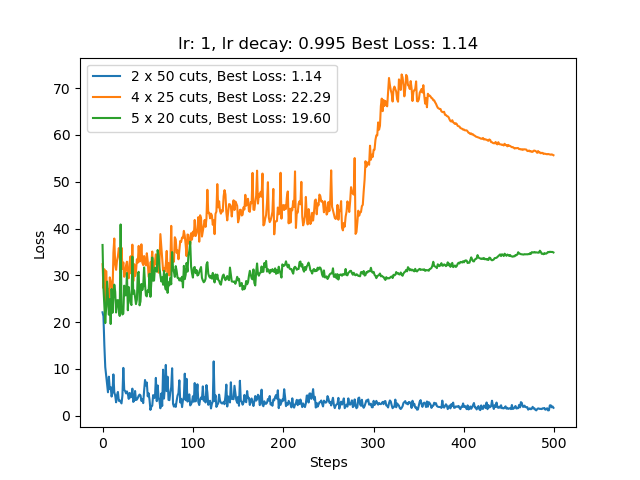 lr: 1, lr decay: 0.995 Best Loss: 1.14
2 x 50 cuts, Best Loss: 1.14
4 x 25 cuts, Best Loss: 22.29
5 x 20 cuts, Best Loss: 19.60
Loss
70
60
50
40
30
20
10
0
0 100 200 300 400 500
Steps